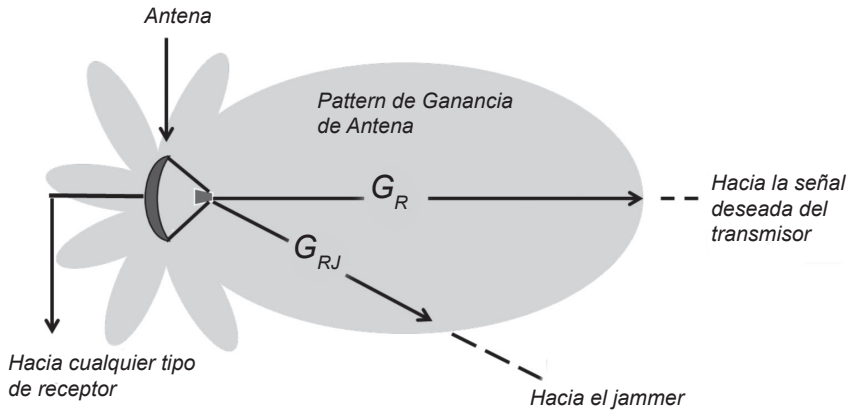 Antena
Pattern de Ganancia
de Antena
G_R
Hacia la señal
deseada del
transmisor
G_RJ
Hacia cualquier tipo
de receptor
Hacia el jammer